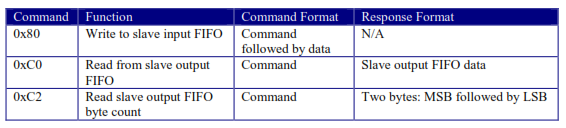 Command Function Command Format Response Format
0x80 Write to slave input FIFO Command N/A
followed by data
0xC0 Read from slave output Command Slave output FIFO data
FIFO
0xC2 Read slave output FIFO Command Two bytes: MSB followed by LSB
byte count